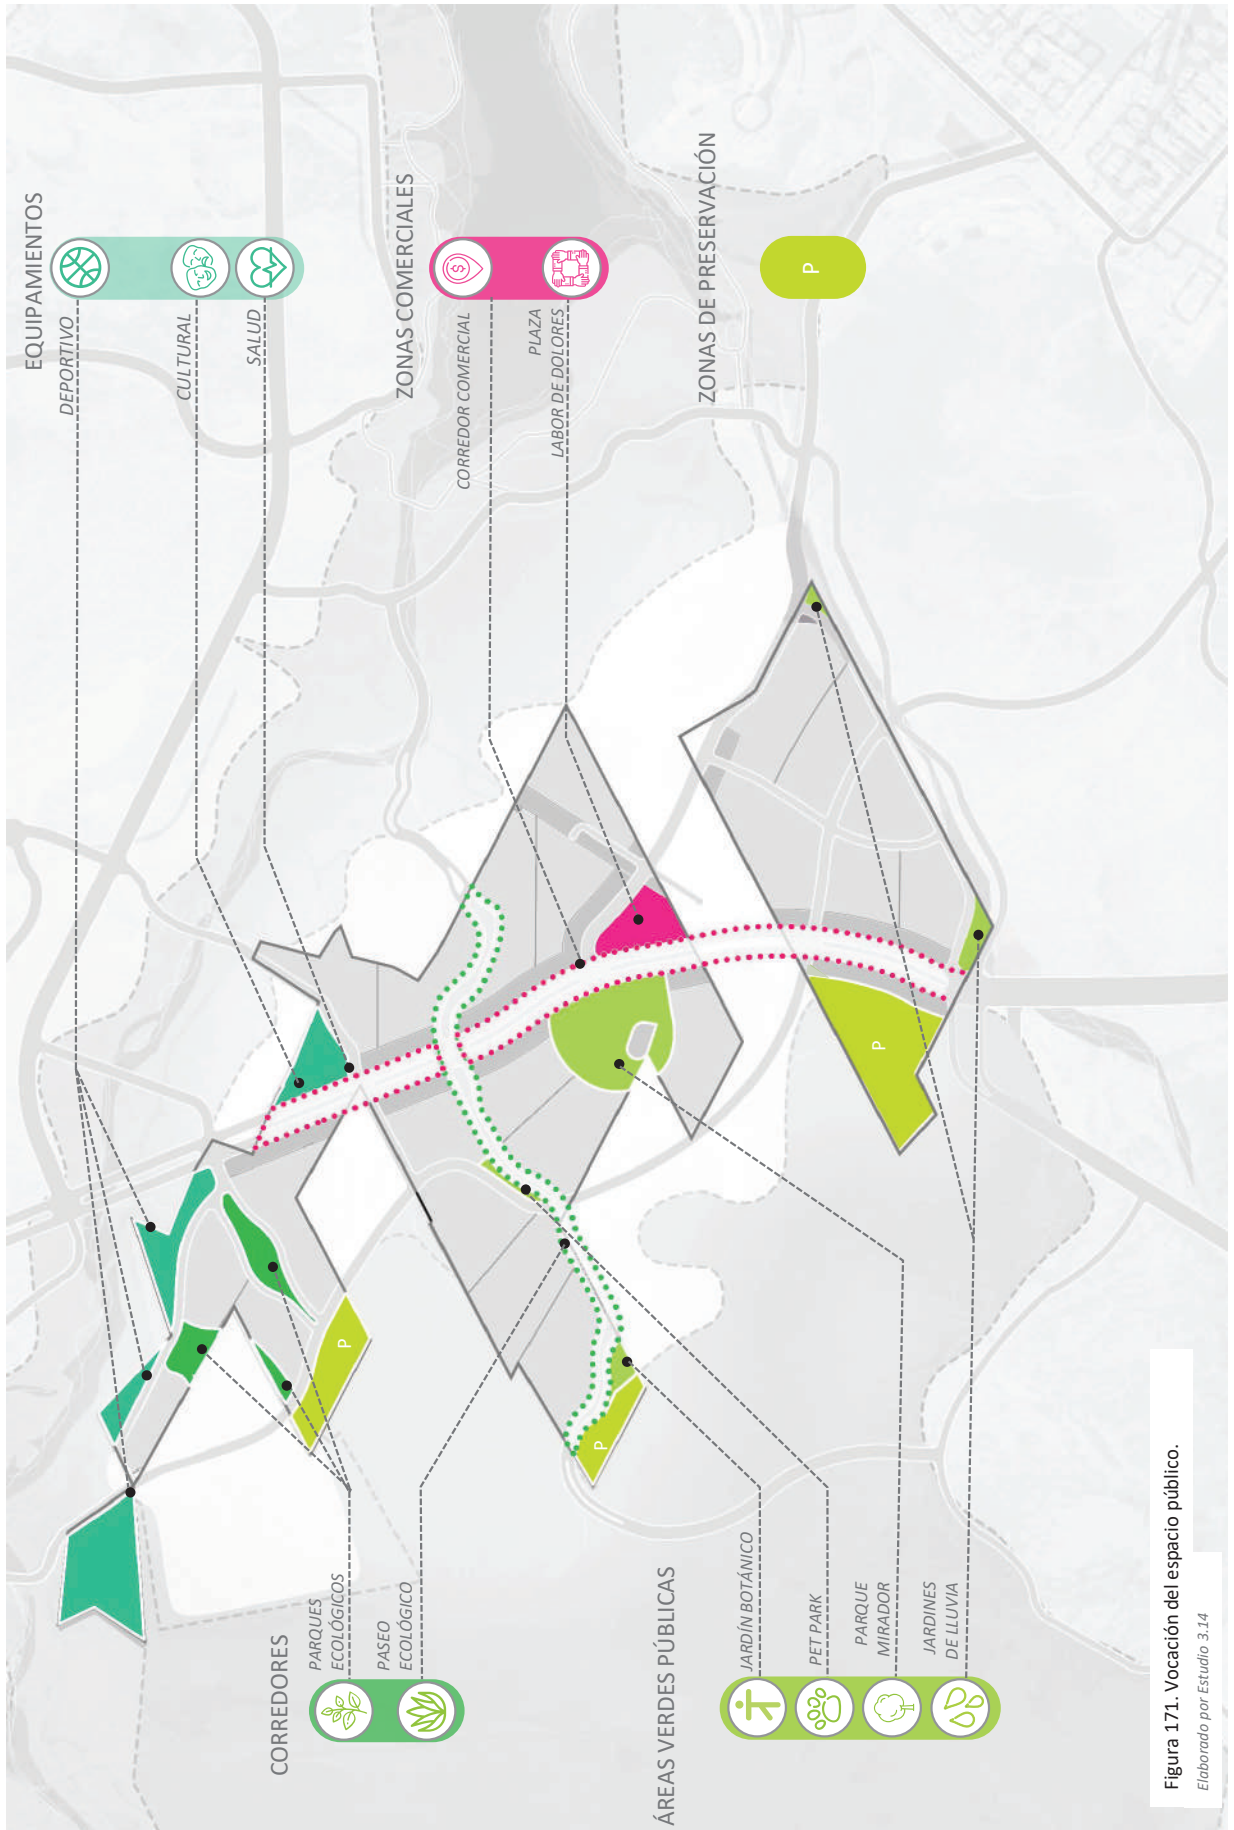 EQUIPAMIENTOS
DEPORTIVO
CULTURAL
SALUD
ZONAS COMERCIALES
CORREDOR COMERCIAL
PLAZA
LABOR DE DOLORES
ZONAS DE PRESERVACIÓN
P
P
P
P
CORREDORES
PARQUES
ECOLÓGICOS
PASEO
ECOLÓGICO
ÁREAS VERDES PÚBLICAS
JARDÍN BOTÁNICO
PET PARK
PARQUE
MIRADOR
JARDINES
DE LLUVIA
$
Figura 171. Vocación del espacio público.
Elaborado por Estudio 3.14